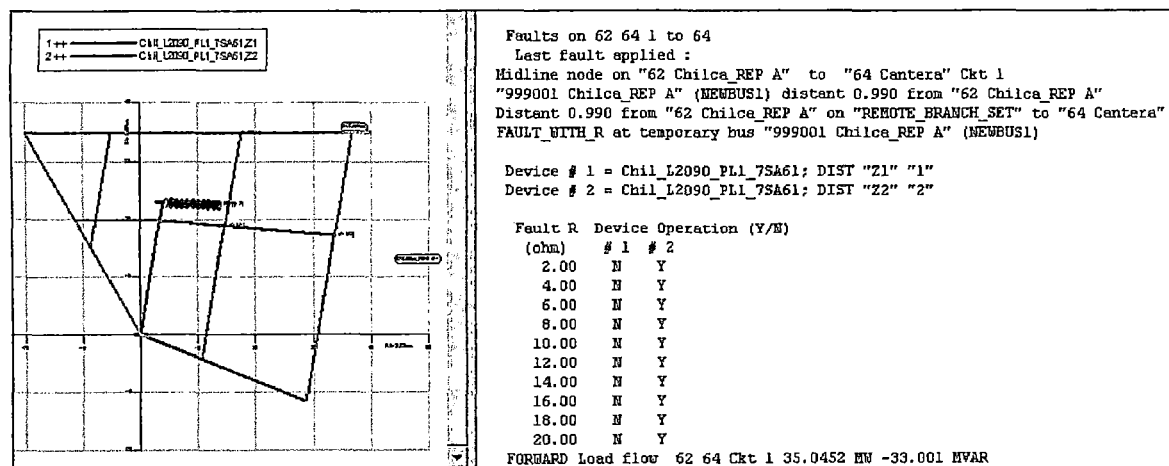 1 ++ Chil_L2090_PL1_7SA61,Z1
2 ++ Chil_L2090_PL1_7SA61,Z2
Faults on 62 64 1 to 64
Last fault applied :
Midline node on "62 Chilca_REP A" to "64 Cantera" Ckt 1
"999001 Chilca_REP A" (NEWBUS1) distant 0.990 from "62 Chilca_REP A"
Distant 0.990 from "62 Chilca_REP A" on "REMOTE_BRANCH_SET" to "64 Cantera"
FAULT_WITH_R at temporary bus "999001 Chilca_REP A" (NEWBUS1)
Device # 1 = Chil_L2090_PL1_7SA61; DIST "Z1" "1"
Device # 2 = Chil_L2090_PL1_7SA61; DIST "Z2" "2"
Fault R Device Operation (Y/N)
(ohm) # 1 # 2
2.00 N Y
4.00 N Y
6.00 N Y
8.00 N Y
10.00 N Y
12.00 N Y
14.00 N Y
16.00 N Y
18.00 N Y
20.00 N Y
FORWARD Load flow 62 64 Ckt 1 35.0452 MW -33.001 MVAR